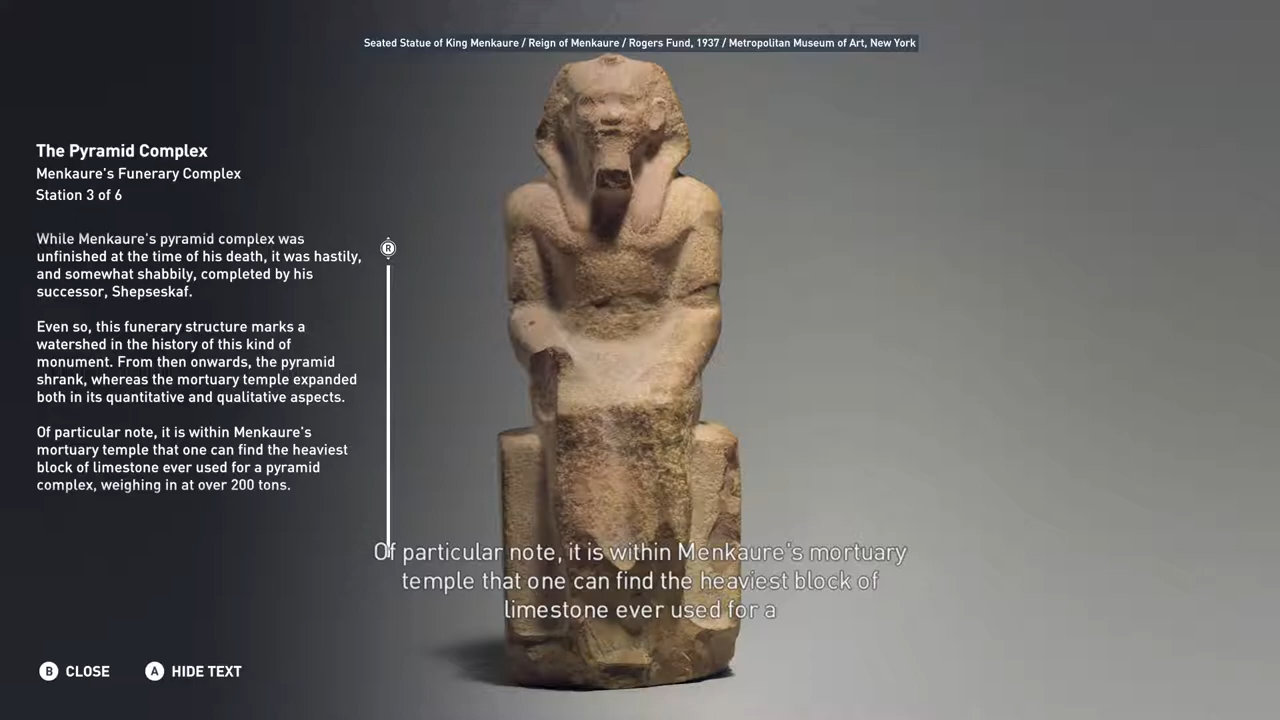 Seated Statue of King Menkaure / Reign of Menkaure / Rogers Fund, 1937 / Metropolitan Museum of Art, New York
The Pyramid Complex
Menkaure's Funerary Complex
Station 3 of 6
While Menkaure's pyramid complex was
unfinished at the time of his death, it was hastily,
and somewhat shabbily, completed by his
successor, Shepseskaf.
Even so, this funerary structure marks a
watershed in the history of this kind of
monument. From then onwards, the pyramid
shrank, whereas the mortuary temple expanded
both in its quantitative and qualitative aspects.
Of particular note, it is within Menkaure's
mortuary temple that one can find the heaviest
block of limestone ever used for a pyramid
complex, weighing in at over 200 tons.
R
Of particular note, it is within Menkaure's mortuary
temple that one can find the heaviest block of
limestone ever used for a
B CLOSE A HIDE TEXT